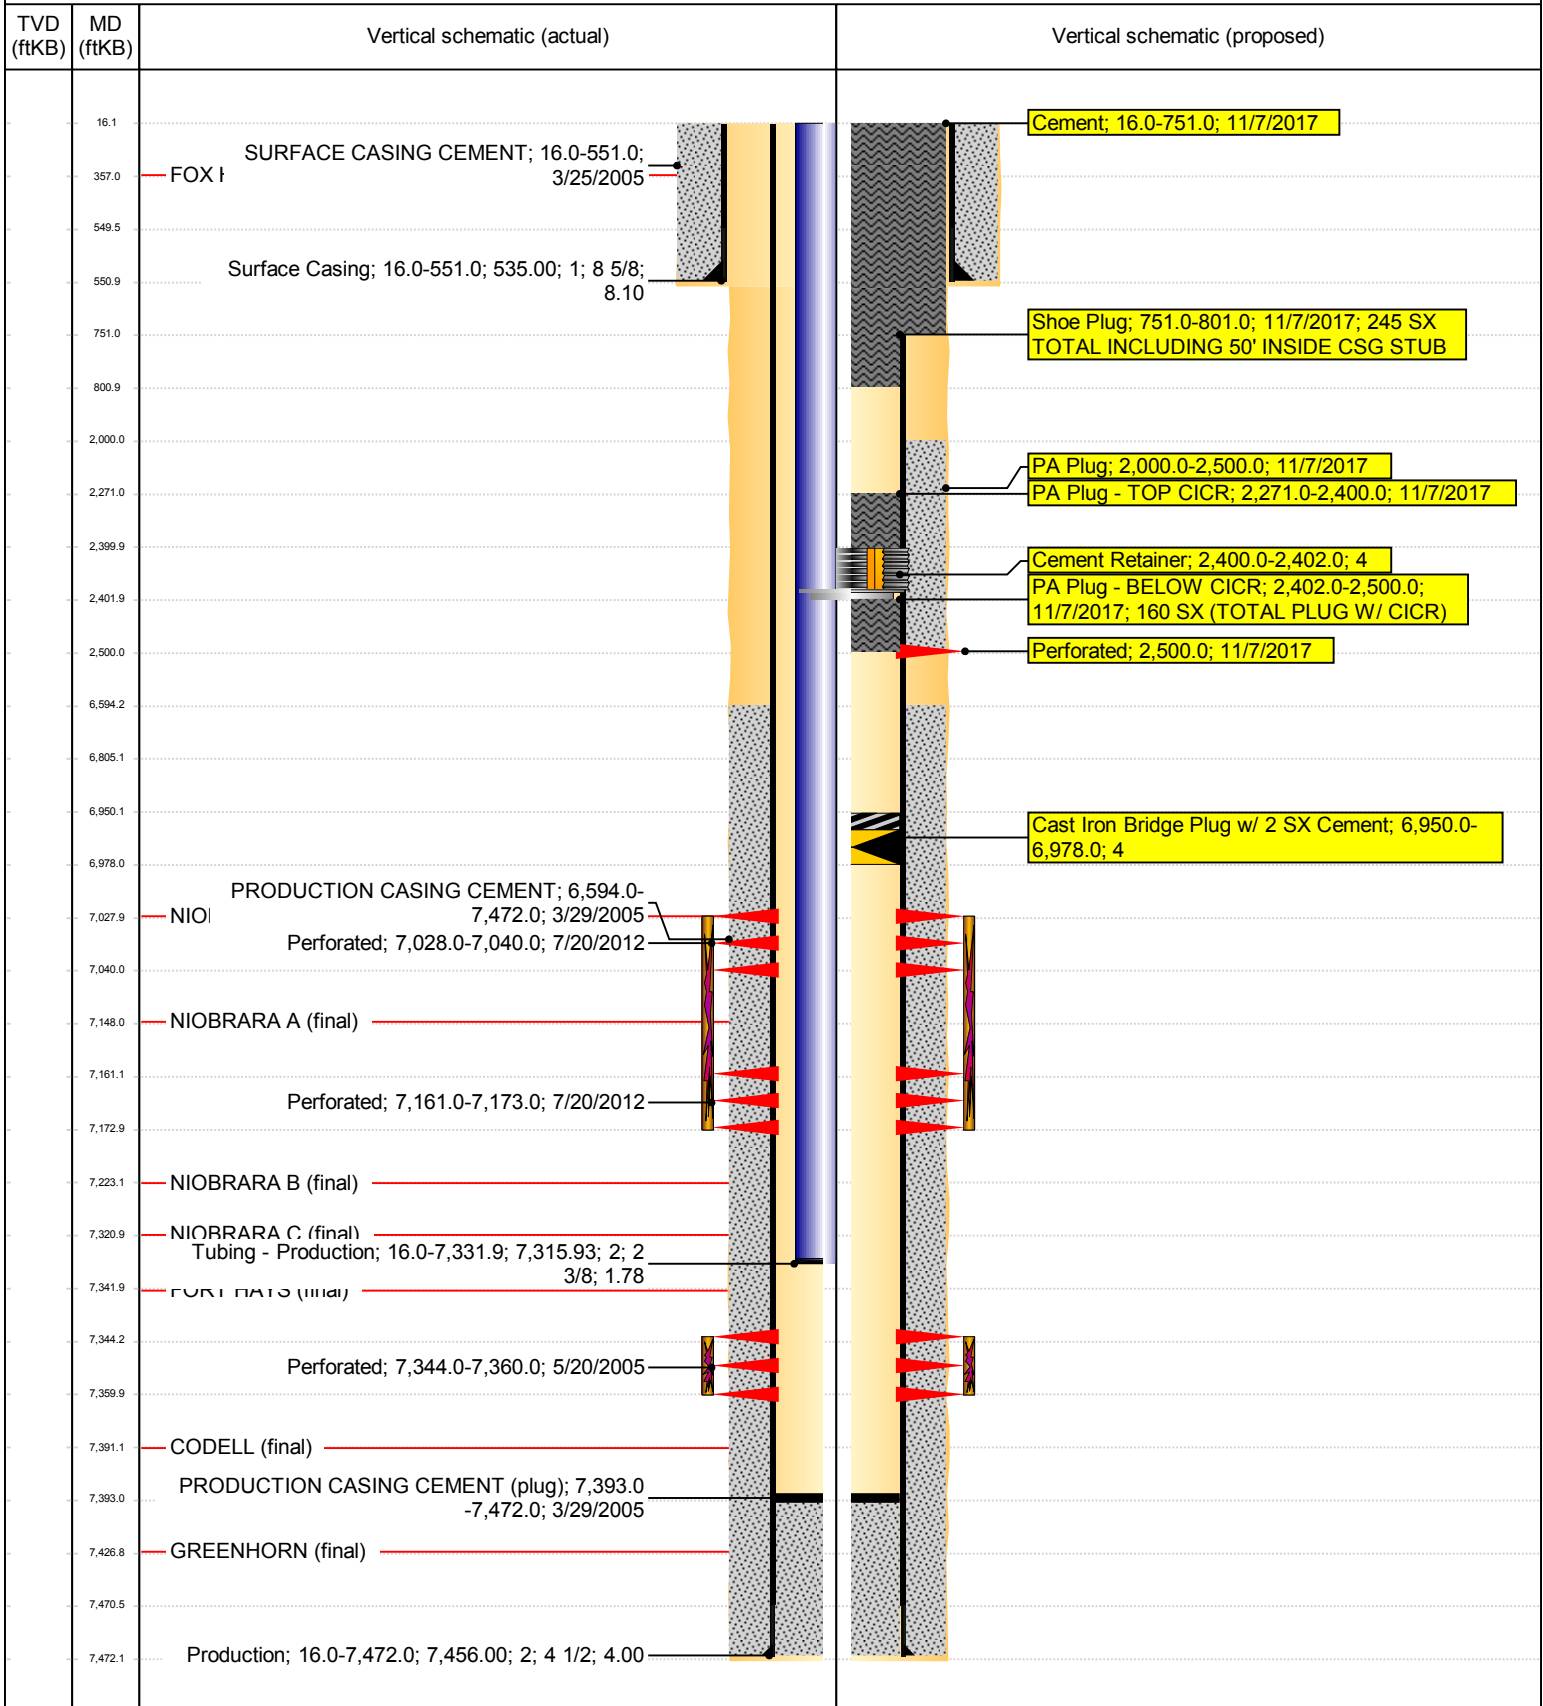 TVD (ftKB)
MD (ftKB)
Vertical schematic (actual)
Vertical schematic (proposed)
16.1
357.0
549.5
550.9
751.0
800.9
2,000.0
2,271.0
2,399.9
2,401.9
2,500.0
6,594.2
6,805.1
6,950.1
6,978.0
7,027.9
7,040.0
7,148.0
7,161.1
7,172.9
7,223.1
7,320.9
7,341.9
7,344.2
7,359.9
7,391.1
7,393.0
7,426.8
7,470.5
7,472.1
SURFACE CASING CEMENT; 16.0-551.0;
3/25/2005
FOX
Surface Casing; 16.0-551.0; 535.00; 1; 8 5/8;
8.10
PRODUCTION CASING CEMENT; 6,594.0-
7,472.0; 3/29/2005
NIO
Perforated; 7,028.0-7,040.0; 7/20/2012
NIOBRARA A (final)
Perforated; 7,161.0-7,173.0; 7/20/2012
NIOBRARA B (final)
NIOBRARA C (final)
Tubing - Production; 16.0-7,331.9; 7,315.93; 2; 2
3/8; 1.78
FORT HAYS (final)
Perforated; 7,344.0-7,360.0; 5/20/2005
CODELL (final)
PRODUCTION CASING CEMENT (plug); 7,393.0
-7,472.0; 3/29/2005
GREENHORN (final)
Production; 16.0-7,472.0; 7,456.00; 2; 4 1/2; 4.00
Cement; 16.0-751.0; 11/7/2017
Shoe Plug; 751.0-801.0; 11/7/2017; 245 SX
TOTAL INCLUDING 50' INSIDE CSG STUB
PA Plug; 2,000.0-2,500.0; 11/7/2017
PA Plug - TOP CICR; 2,271.0-2,400.0; 11/7/2017
Cement Retainer; 2,400.0-2,402.0; 4
PA Plug - BELOW CICR; 2,402.0-2,500.0;
11/7/2017; 160 SX (TOTAL PLUG W/ CICR)
Perforated; 2,500.0; 11/7/2017
Cast Iron Bridge Plug w/ 2 SX Cement; 6,950.0-
6,978.0; 4